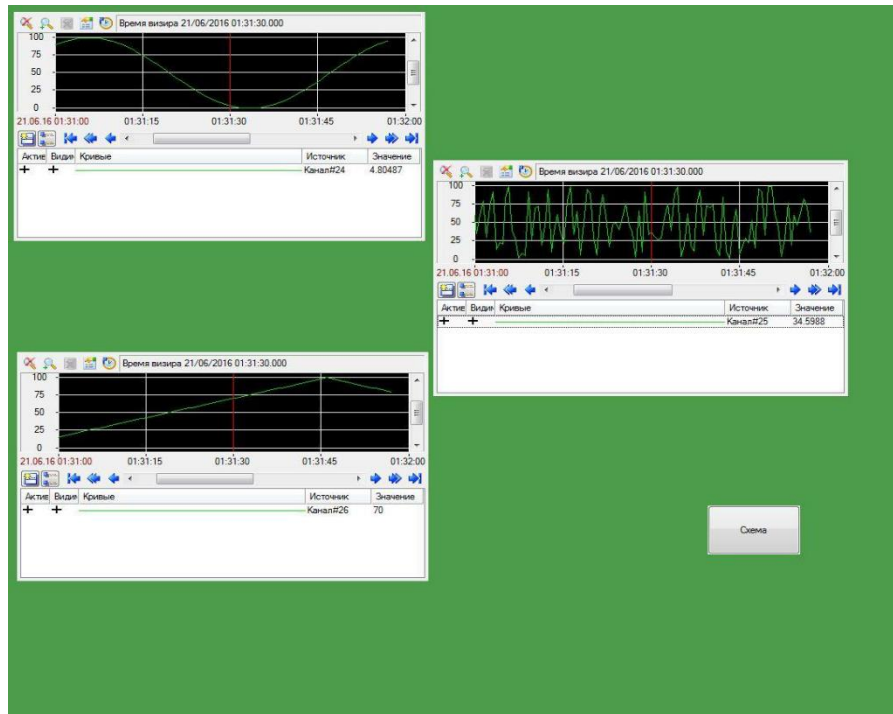 Время визира 21/06/2016 01:31:30.000
100
75
50
25
0
21.06.16 01:31:00 01:31:15 01:31:30 01:31:45 01:32:00
Актив Видим Кривые Источник Значение
Канал#24 4.80487
Время визира 21/06/2016 01:31:30.000
100
75
50
25
0
21.06.16 01:31:00 01:31:15 01:31:30 01:31:45 01:32:00
Актив Видим Кривые Источник Значение
Канал#25 34.5988
Время визира 21/06/2016 01:31:30.000
100
75
50
25
0
21.06.16 01:31:00 01:31:15 01:31:30 01:31:45 01:32:00
Актив Видим Кривые Источник Значение
Канал#26 70
Схема